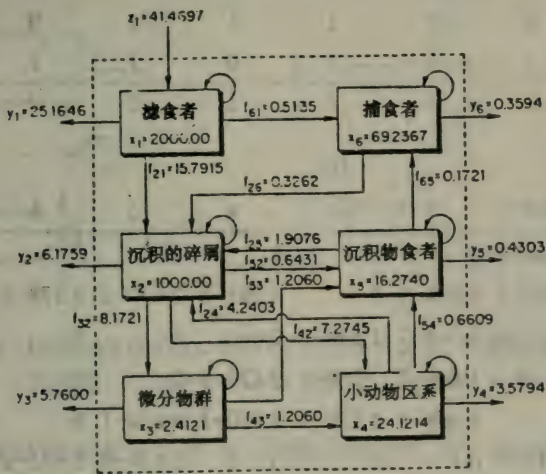 z₁=41.4697
滤食者
x₁=2000.00
y₁=25.1646
f₆₁=0.5135
捕食者
x₆=69.2367
y₆=0.3594
f₂₁=15.7915
f₂₆=0.3262
f₆₅=0.1721
沉积的碎屑
x₂=1000.00
y₂=6.1759
f₂₅=1.9076
f₅₂=0.6431
f₅₃=1.2060
沉积物食者
x₅=16.2740
y₅=0.4303
f₃₂=8.1721
f₂₄=4.2403
f₄₂=7.2745
f₅₄=0.6609
微分物群
x₃=2.4121
y₃=5.7600
f₄₃=1.2060
小动物区系
x₄=24.1214
y₄=3.5794